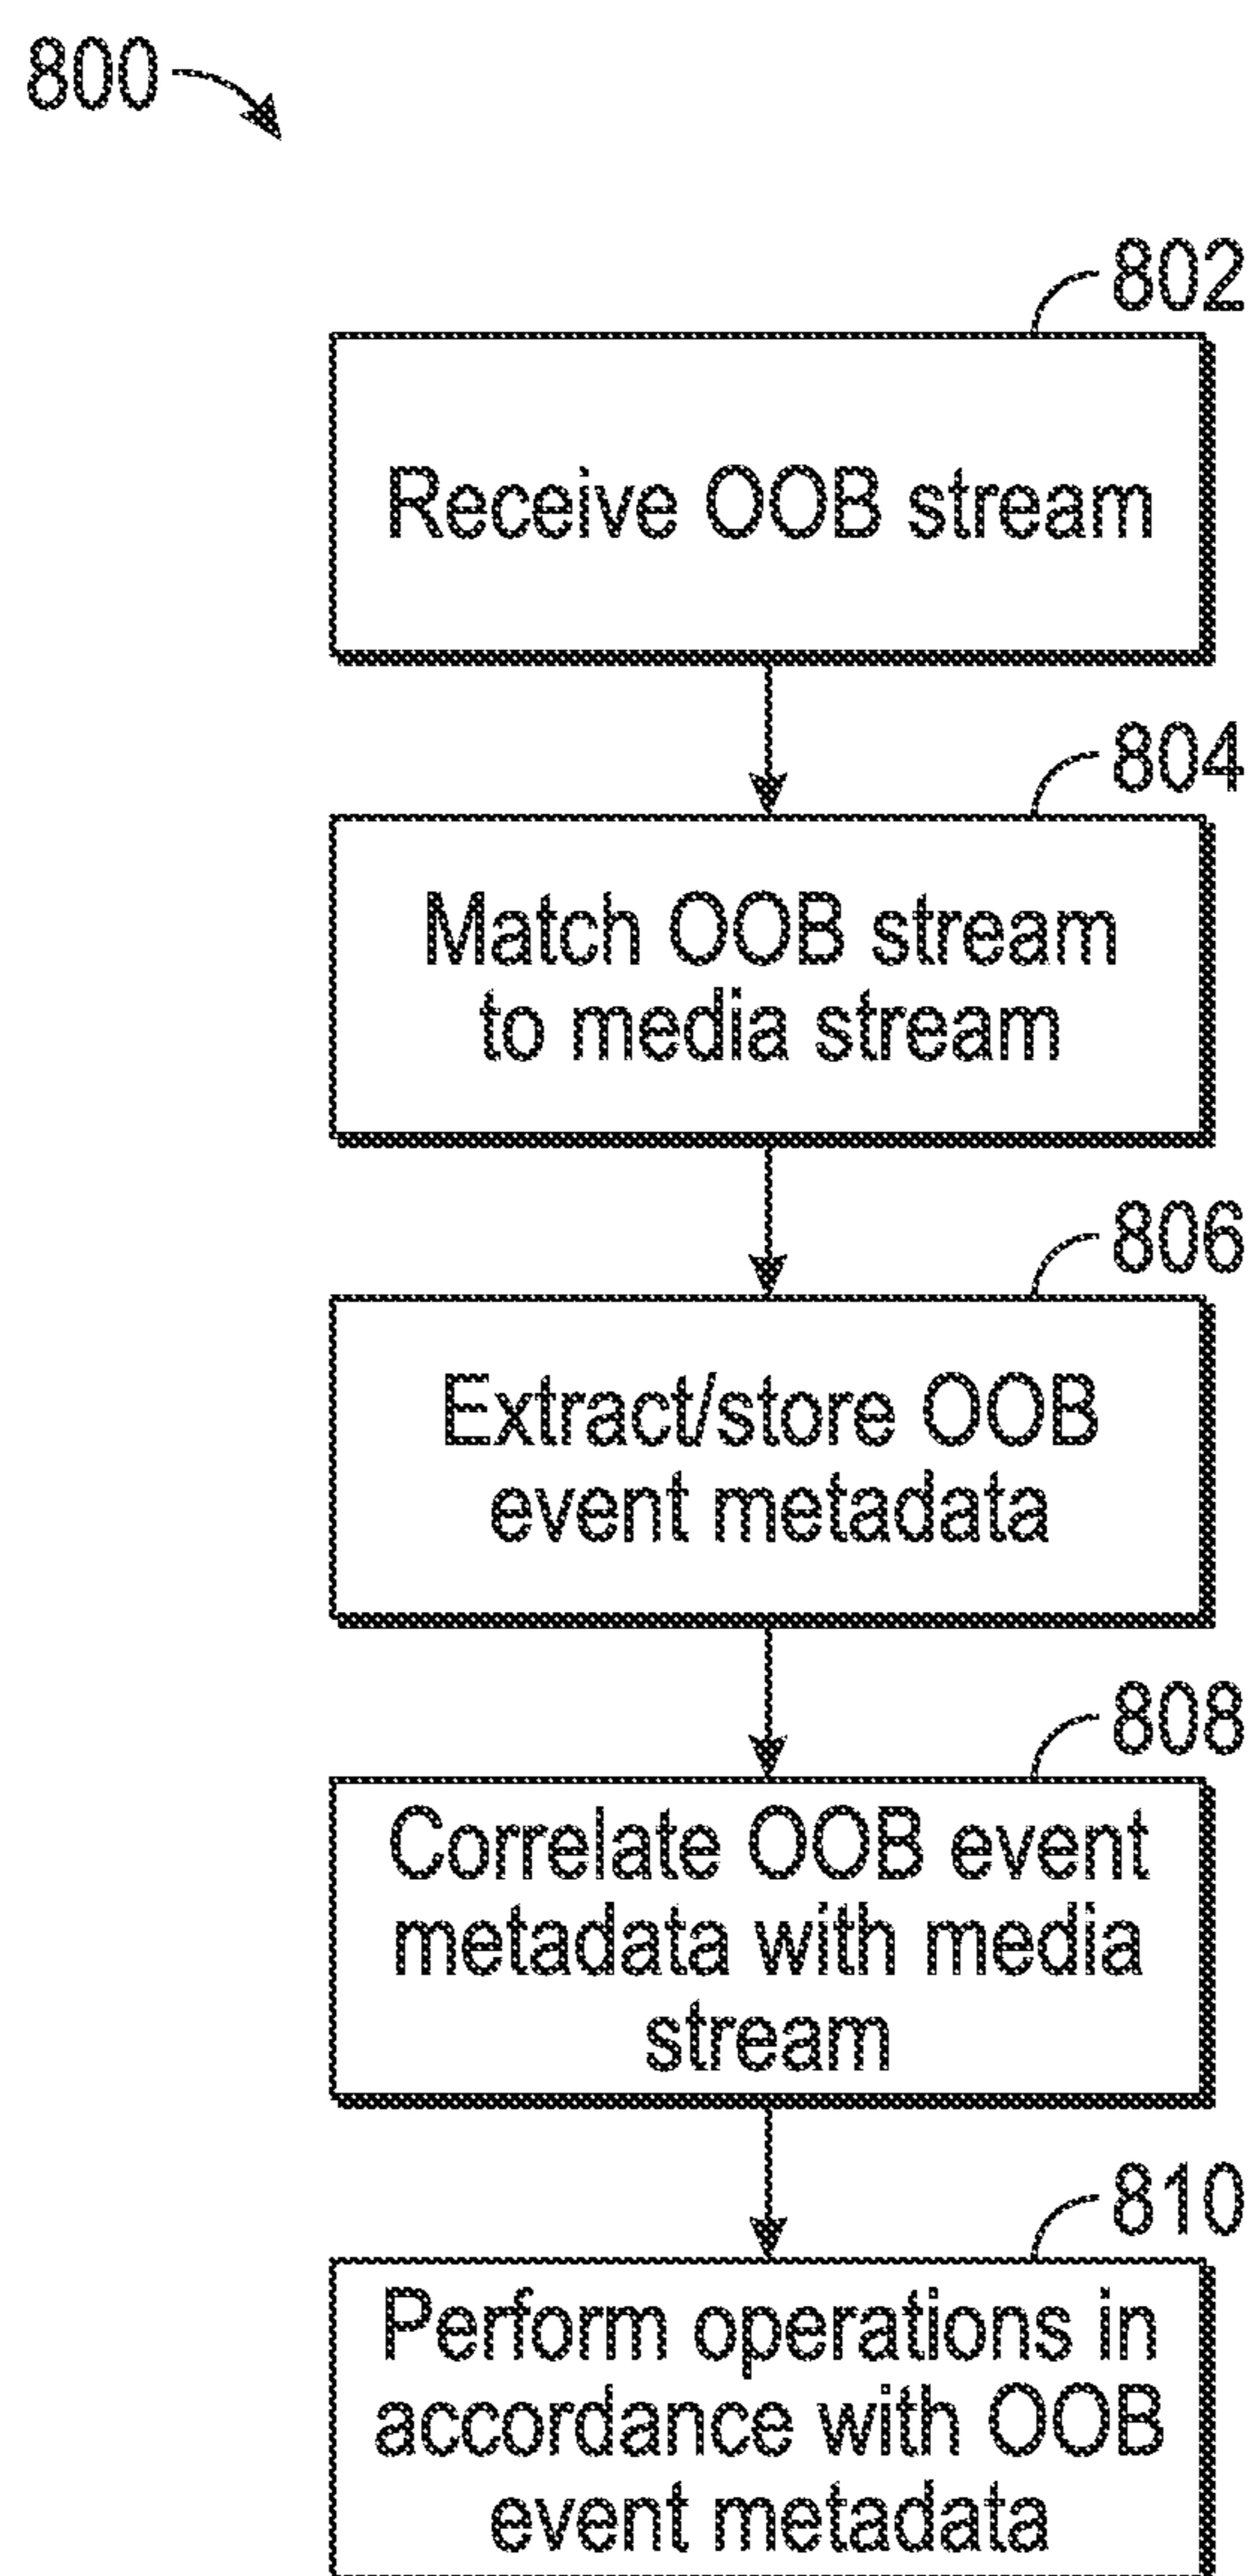 800
802
Receive OOB stream
804
Match OOB stream
to media stream
806
Extract/store OOB
event metadata
808
Correlate OOB event
metadata with media
stream
810
Perform operations in
accordance with OOB
event metadata